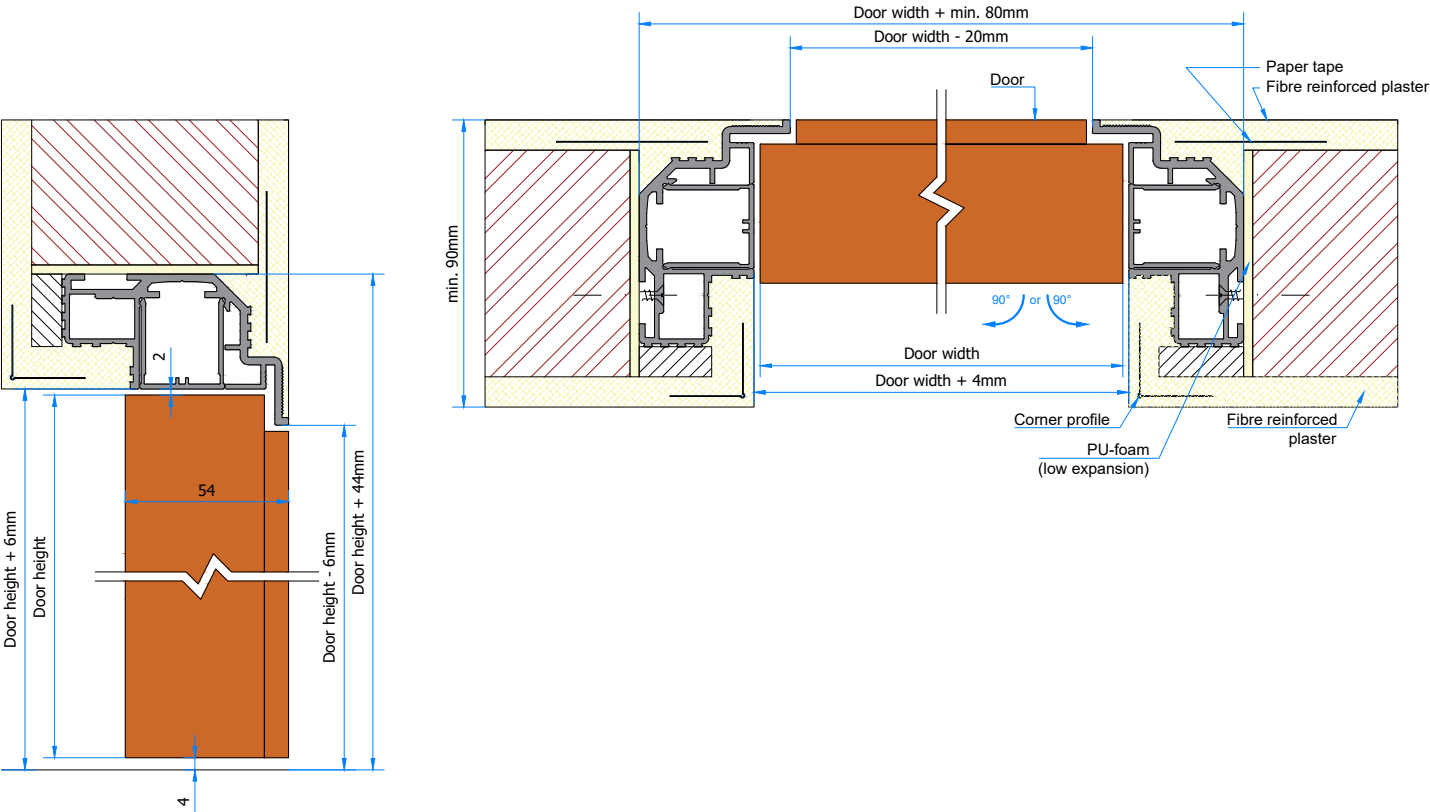 Door width + min. 80mm
Door width - 20mm
Door
Paper tape
Fibre reinforced plaster
min. 90mm
90° or 90°
Door width
Door width + 4mm
Corner profile
PU-foam
(low expansion)
Fibre reinforced
plaster
2
54
Door height + 6mm
Door height
Door height - 6mm
Door height + 44mm
4